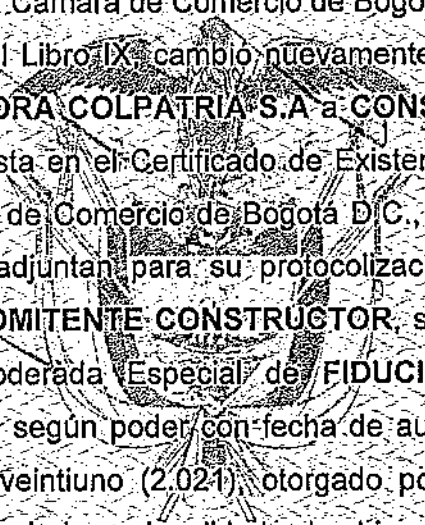 Cámara de Comercio de Bogo
l Libro IX, cambió nuevamente
ORA COLPATRIA S.A a CONS
sta en el Certificado de Existen
de Comercio de Bogotá D.C.,
adjuntan para su protocolizac
OMITENTE CONSTRUCTOR, s
oderada Especial de FIDUCI
según poder con fecha de au
veintiuno (2.021), otorgado po